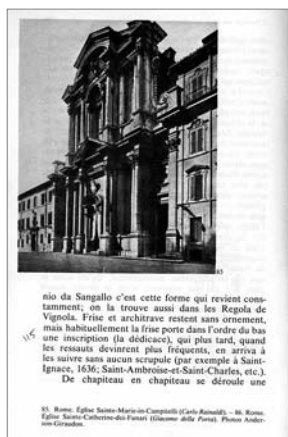 83
nio da Sangallo c'est cette forme qui revient cons-
tamment; on la trouve aussi dans les Regola de
Vignola. Frise et architrave restent sans ornement,
mais habituellement la frise porte dans l'ordre du bas
une inscription (la dédicace), qui plus tard, quand
les ressauts devinrent plus fréquents, en arriva à
les suivre sans aucun scrupule (par exemple à Saint-
Ignace, 1636; Saint-Ambroise-et-Saint-Charles, etc.).
De chapiteau en chapiteau se déroule une
115
83. Rome. Église Sainte-Marie-in-Campitelli (Carlo Rainaldi). – 84. Rome.
Église Sainte-Catherine-dei-Funari (Giacomo della Porta). Photos Ander-
son-Giraudon.